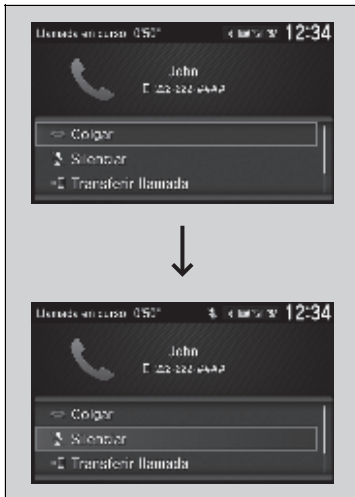 Llamada en curso 0'50" 12:34
John
Colgar
Silenciar
Transferir llamada
Llamada en curso 0'50" 12:34
John
Colgar
Silenciar
Transferir llamada